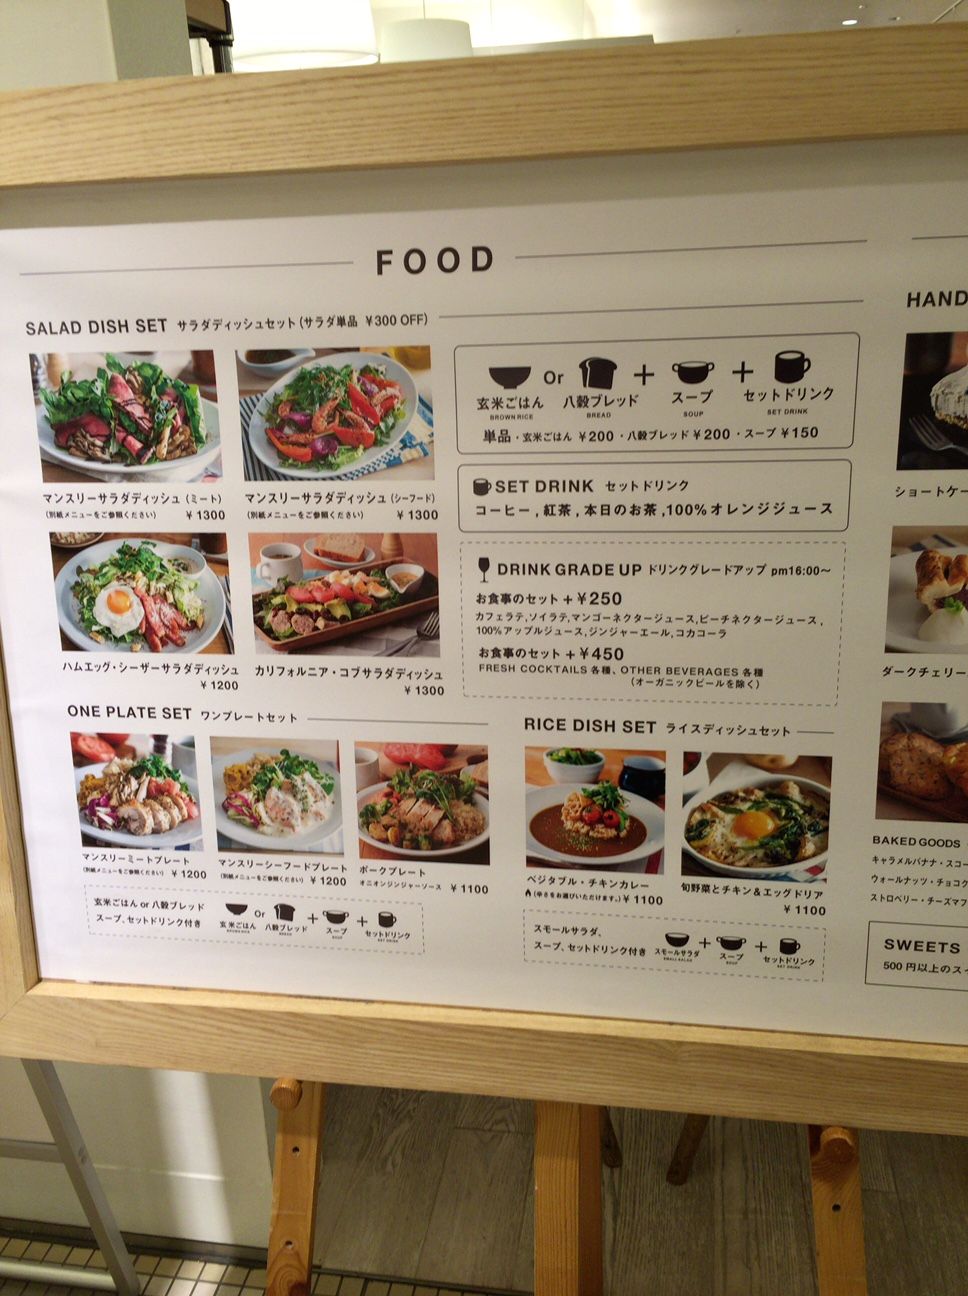 FOOD
SALAD DISH SET サラダディッシュセット(サラダ単品 ¥300 OFF)
マンスリーサラダディッシュ(ミート)
(別紙メニューをご参照ください) ¥1300
マンスリーサラダディッシュ(シーフード)
(別紙メニューをご参照ください) ¥1300
ハムエッグ・シーザーサラダディッシュ
¥1200
カリフォルニア・コブサラダディッシュ
¥1300
Or + +
玄米ごはん 八穀ブレッド スープ セットドリンク
BROWN RICE BREAD SOUP SET DRINK
単品・玄米ごはん ¥200・八穀ブレッド ¥200・スープ ¥150
SET DRINK セットドリンク
コーヒー,紅茶,本日のお茶,100%オレンジジュース
DRINK GRADE UP ドリンクグレードアップ pm16:00〜
お食事のセット+¥250
カフェラテ,ソイラテ,マンゴーネクタージュース,ピーチネクタージュース,
100%アップルジュース,ジンジャーエール,コカコーラ
お食事のセット+¥450
FRESH COCKTAILS 各種、OTHER BEVERAGES 各種
(オーガニックビールを除く)
ONE PLATE SET ワンプレートセット
マンスリーミートプレート
(別紙メニューをご参照ください) ¥1200
マンスリーシーフードプレート
(別紙メニューをご参照ください) ¥1200
ポークプレート
オニオンジンジャーソース ¥1100
玄米ごはん or 八穀ブレッド
スープ、セットドリンク付き
Or + +
玄米ごはん 八穀ブレッド スープ セットドリンク
BROWN RICE BREAD SOUP SET DRINK
RICE DISH SET ライスディッシュセット
ベジタブル・チキンカレー
(辛さをお選びいただけます。) ¥1100
旬野菜とチキン&エッグドリア
¥1100
スモールサラダ、
スープ、セットドリンク付き
+ +
スモールサラダ スープ セットドリンク
SMALL SALAD SOUP SET DRINK
HAND
ショートケー
ダークチェリー
BAKED GOODS
キャラメルバナナ・スコー
ウォールナッツ・チョコク
ストロベリー・チーズマフ
SWEETS
500円以上のスイ